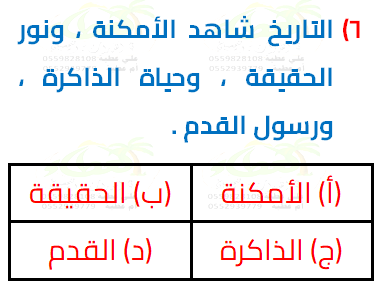 ٦) التاريخ شاهد الأمكنة ، ونور
الحقيقة ، وحياة الذاكرة ،
ورسول القدم .
(أ) الأمكنة
(ب) الحقيقة
(ج) الذاكرة
(د) القدم